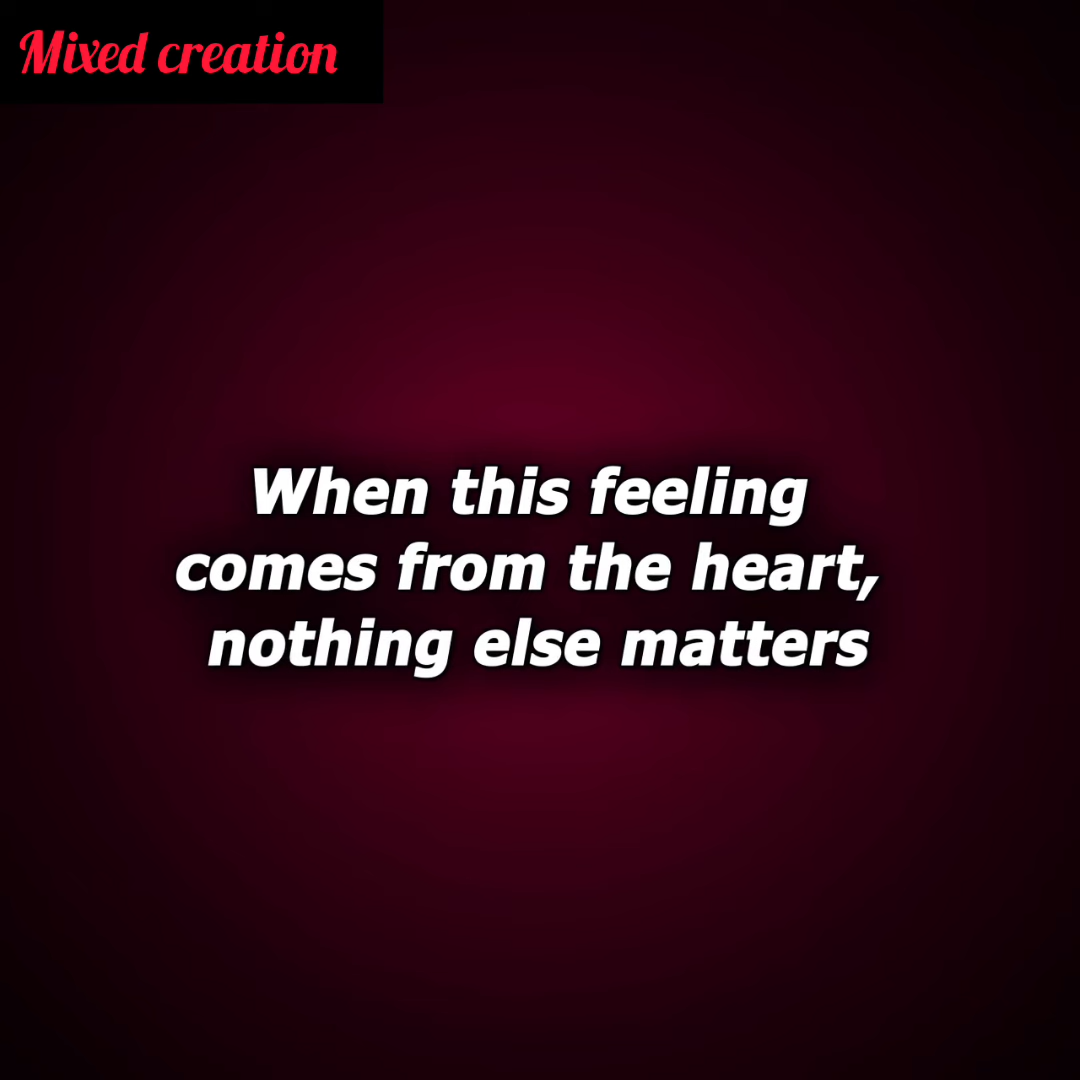 Mixed creation
When this feeling
comes from the heart,
nothing else matters